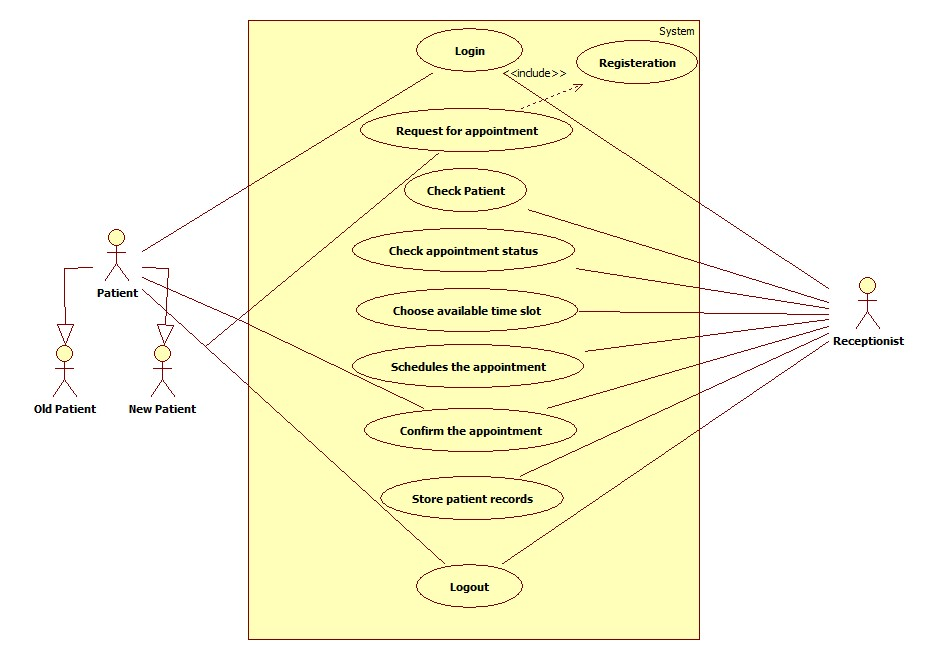 System
Login
Registeration
<<include>>
Request for appointment
Check Patient
Check appointment status
Patient
Choose available time slot
Receptionist
Schedules the appointment
Old Patient
New Patient
Confirm the appointment
Store patient records
Logout